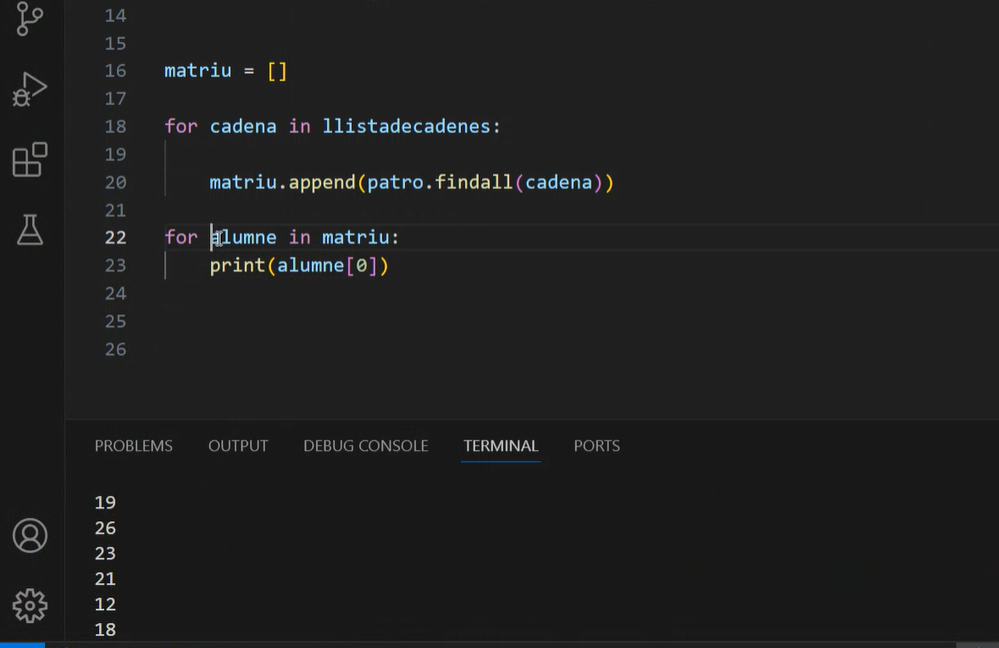 14
15
16 matriu = []
17
18 for cadena in llistadecadenes:
19
20 matriu.append(patro.findall(cadena))
21
22 for alumne in matriu:
23 print(alumne[0])
24
25
26
PROBLEMS OUTPUT DEBUG CONSOLE TERMINAL PORTS
19
26
23
21
12
18